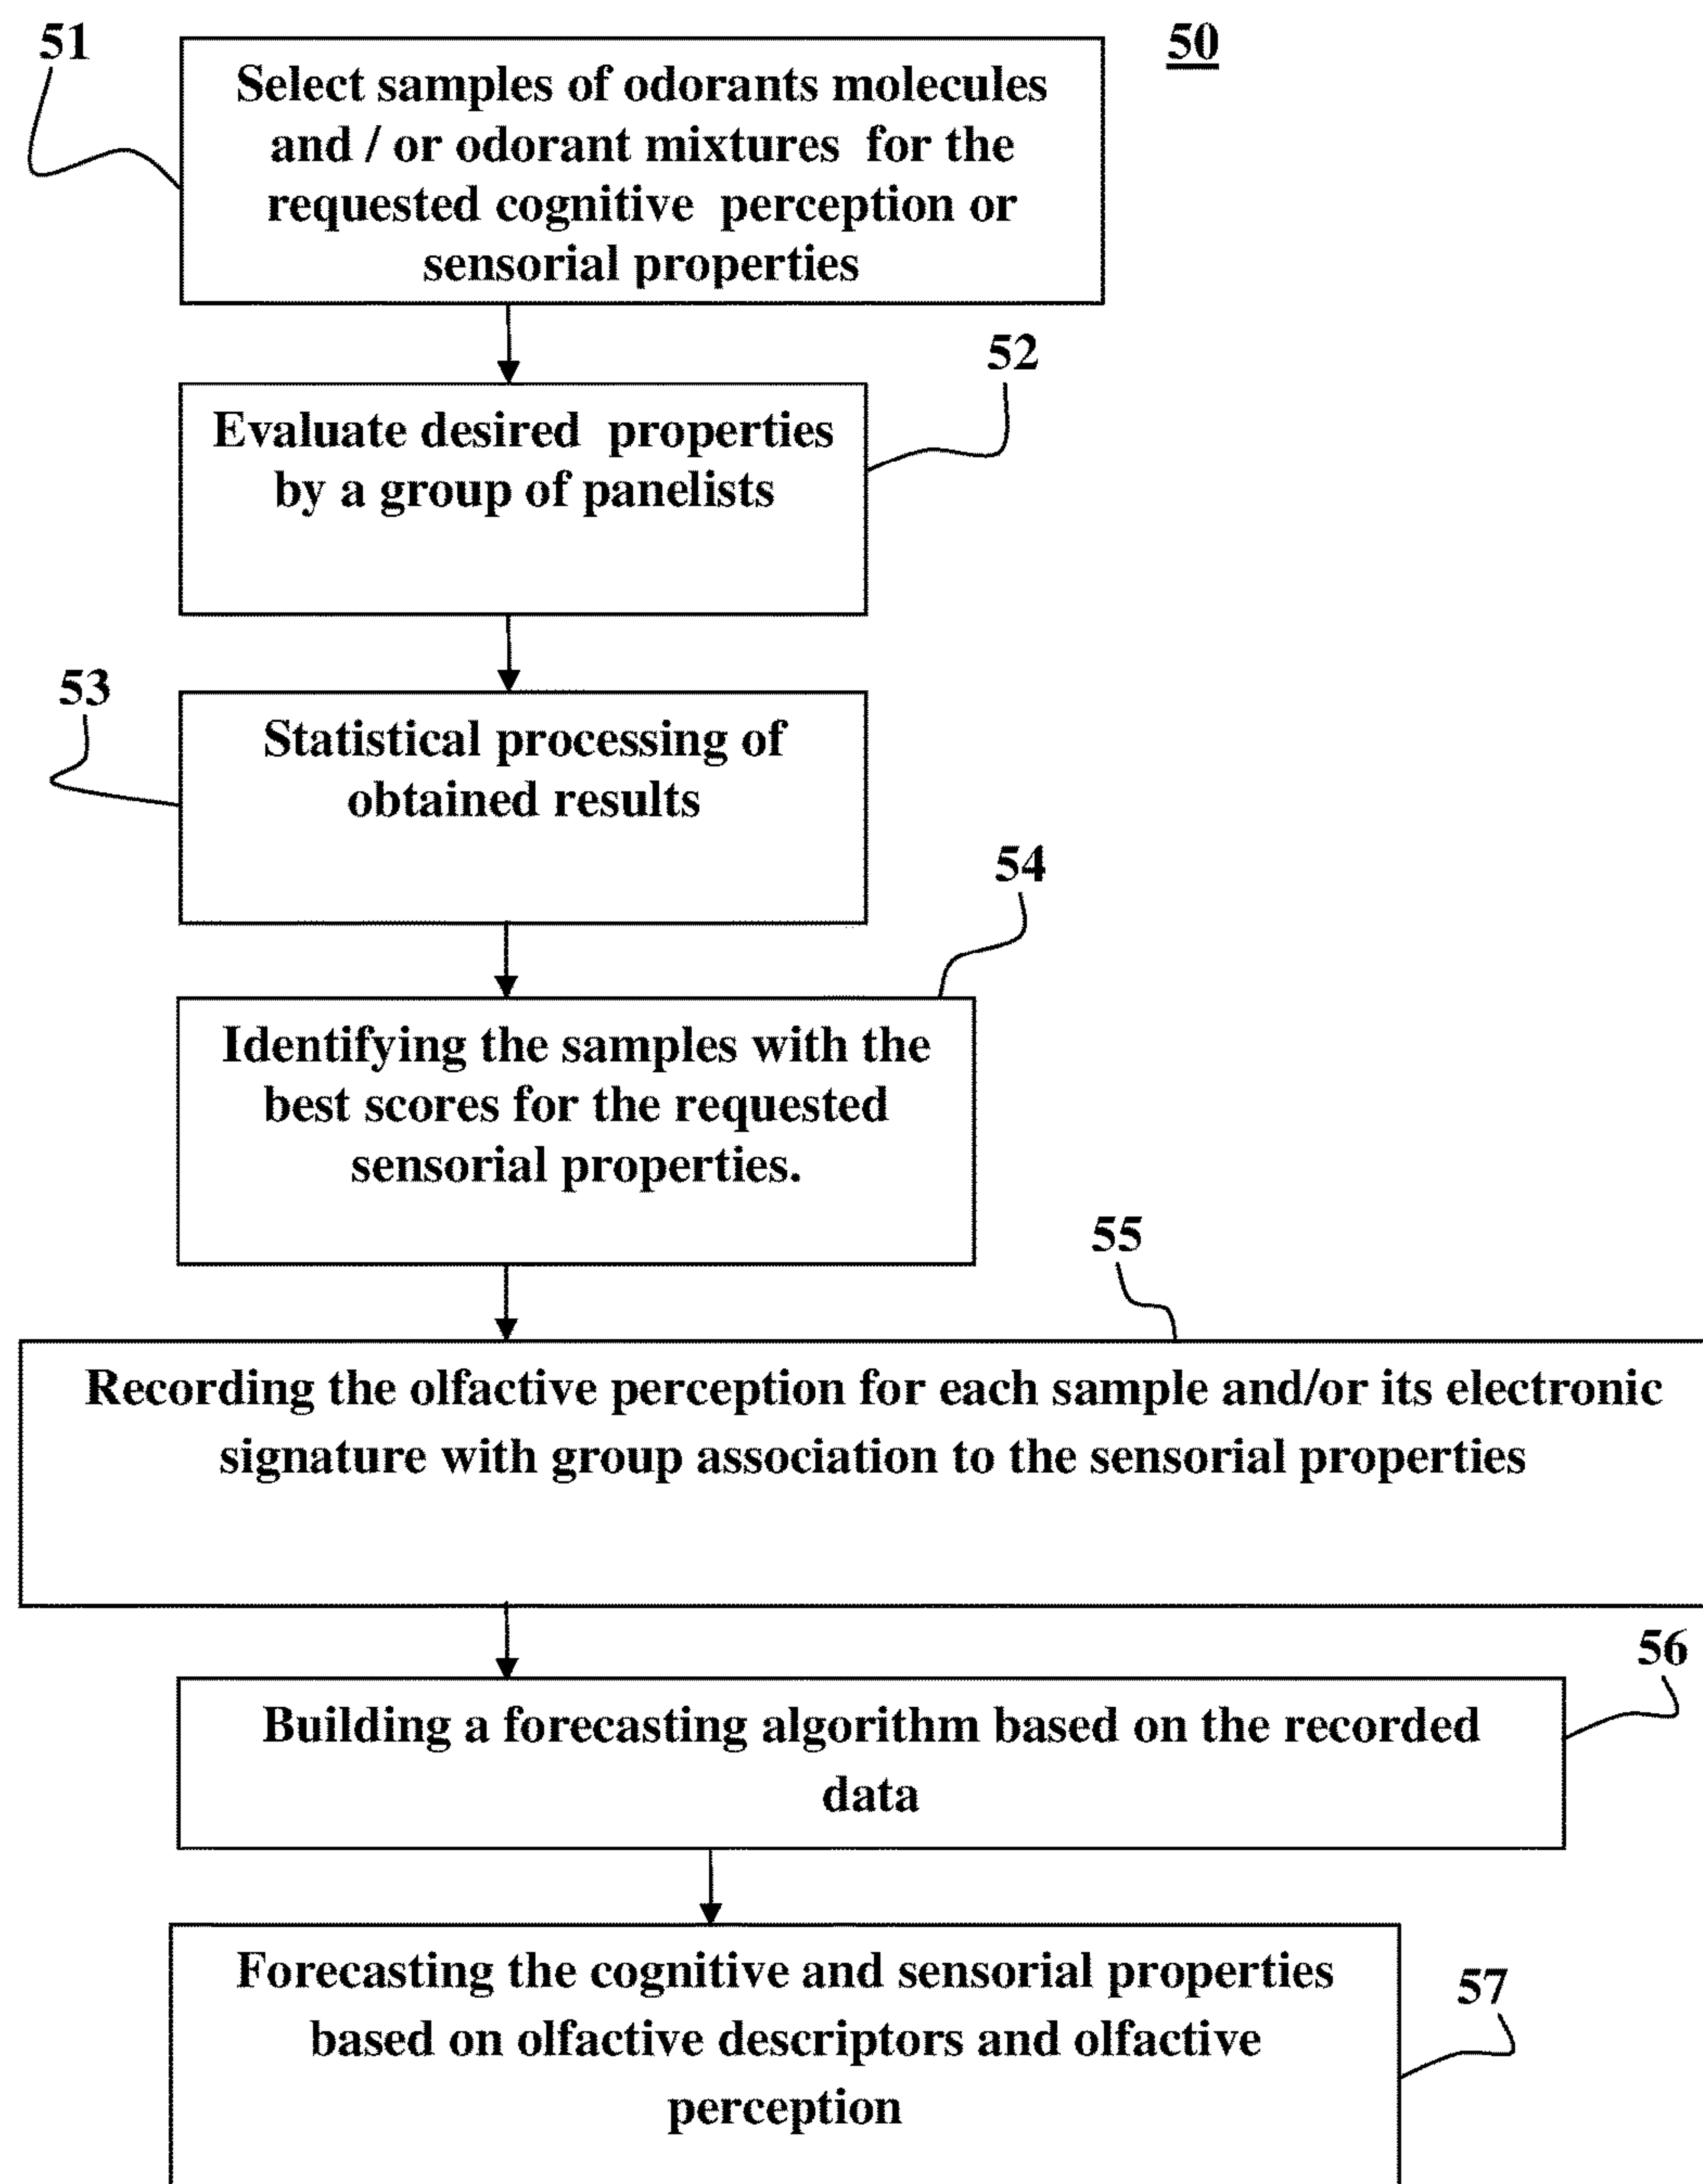 51
50
Select samples of odorants molecules
and / or odorant mixtures for the
requested cognitive perception or
sensorial properties
52
Evaluate desired properties
by a group of panelists
53
Statistical processing of
obtained results
54
Identifying the samples with the
best scores for the requested
sensorial properties.
55
Recording the olfactive perception for each sample and/or its electronic
signature with group association to the sensorial properties
56
Building a forecasting algorithm based on the recorded
data
Forecasting the cognitive and sensorial properties
based on olfactive descriptors and olfactive
perception
57